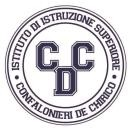 ISTITUTO DI ISTRUZIONE SUPERIORE
CDC
• CONFALONIERI DE CHIRICO •